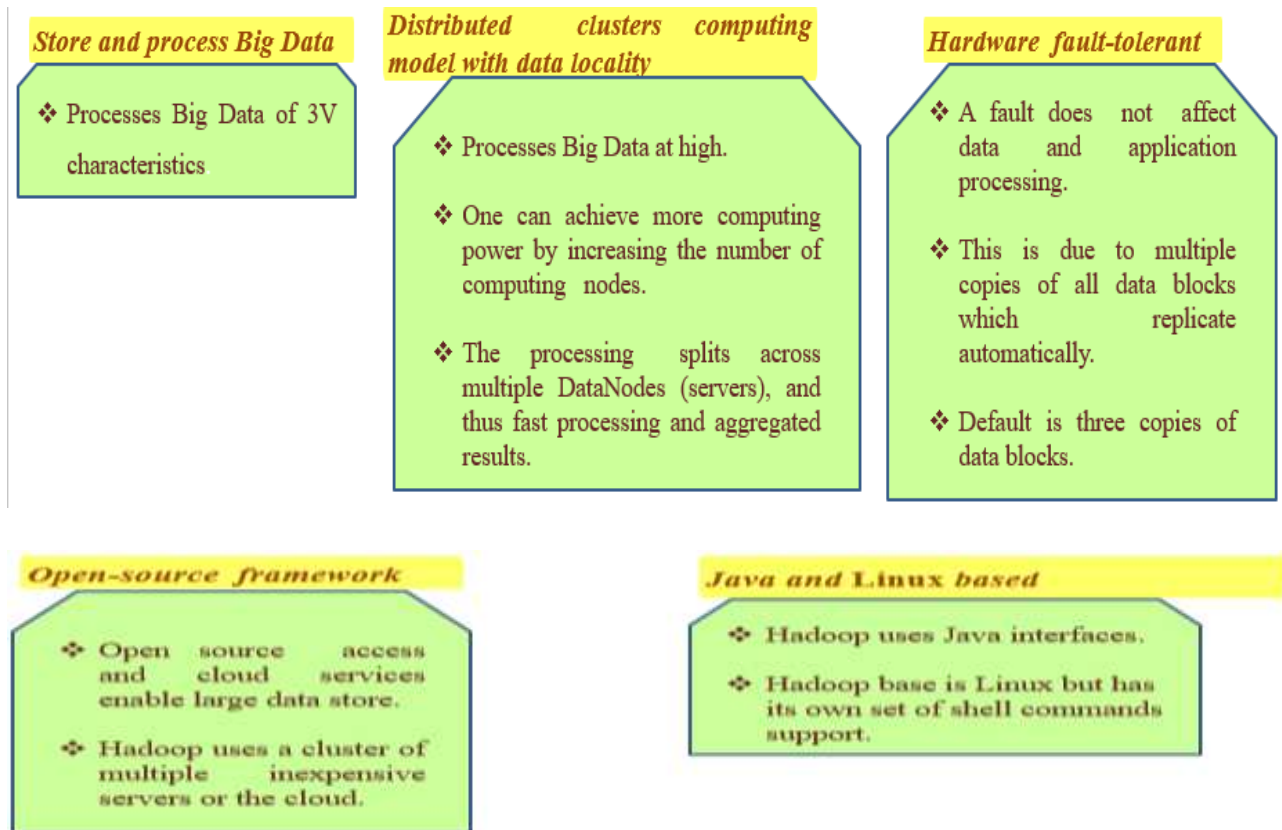 Store and process Big Data
❖ Processes Big Data of 3V
characteristics
Distributed clusters computing
model with data locality
❖ Processes Big Data at high.
❖ One can achieve more computing
power by increasing the number of
computing nodes.
❖ The processing splits across
multiple DataNodes (servers), and
thus fast processing and aggregated
results.
Hardware fault-tolerant
❖ A fault does not affect
data and application
processing.
❖ This is due to multiple
copies of all data blocks
which replicate
automatically.
❖ Default is three copies of
data blocks.
Open-source framework
❖ Open source access
and cloud services
enable large data store.
❖ Hadoop uses a cluster of
multiple inexpensive
servers or the cloud.
Java and Linux based
❖ Hadoop uses Java interfaces.
❖ Hadoop base is Linux but has
its own set of shell commands
support.